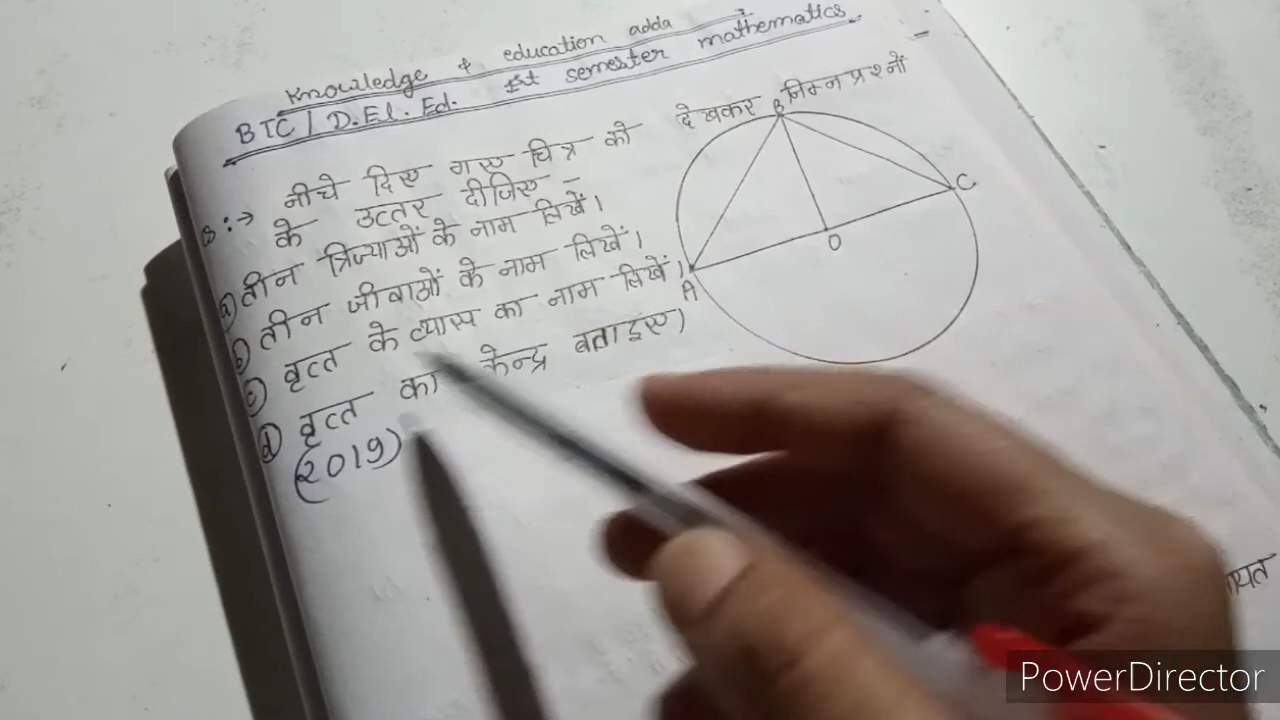 Knowledge & education adda
BTC / D.El.Ed. 1st semester mathematics
नीचे दिए गए चित्र को देखकर निम्न प्रश्नों
के उत्तर दीजिए -
(a) तीन त्रिज्याओं के नाम लिखें।
(b) तीन जीवाओं के नाम लिखें।
(c) वृत्त के व्यास का नाम लिखें।
(d) वृत्त का केन्द्र बताइए।
(2019)
B
C
O
A
PowerDirector